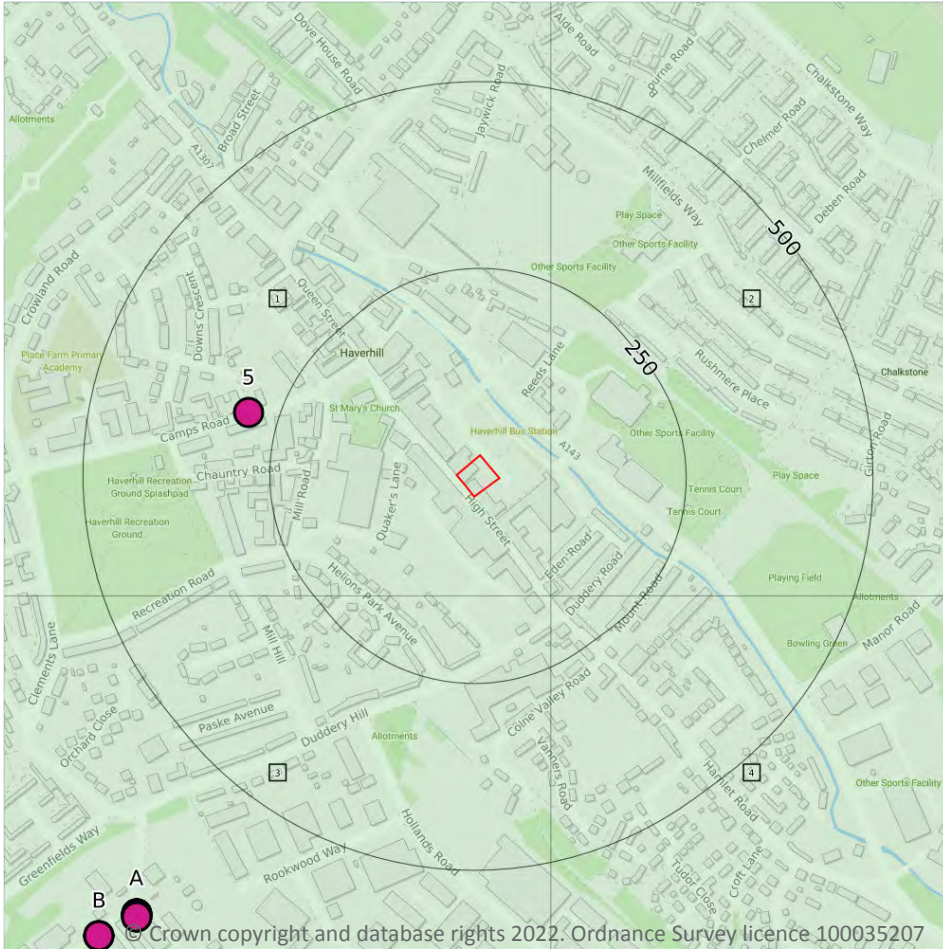 Dove House Road
Alde Road
Burne Road
Chalkstone Way
Jaywick Road
Broad Street
Allotments
A1307
Chelmer Road
Deben Road
Millfields Way
Play Space
Other Sports Facility
500
Crowland Road
Downs Crescent
1
Queen Street
Other Sports Facility
2
Haverhill
250
Reeds Lane
Rushmere Place
Chalkstone
Place Farm Primary
Academy
5
St Mary's Church
Camps Road
Haverhill Bus Station
A143
Other Sports Facility
Girton Road
Chauntry Road
Mill Road
Quaker's Lane
Haverhill Recreation
Ground Splashpad
Play Space
Tennis Court
Tennis Court
High Street
Haverhill Recreation
Ground
Eden Road
Duddery Road
Mount Road
Recreation Road
Helions Park Avenue
Playing Field
Allotments
Manor Road
Bowling Green
Clements Lane
Mill Hill
Colne Valley Road
Orchard Close
Paske Avenue
Duddery Hill
Allotments
Vanners Road
3
4
Hamlet Road
Other Sports Facility
Greenfields Way
Rookwood Way
Hollands Road
Tudor Close
Croft Lane
A
B
© Crown copyright and database rights 2022. Ordnance Survey licence 100035207